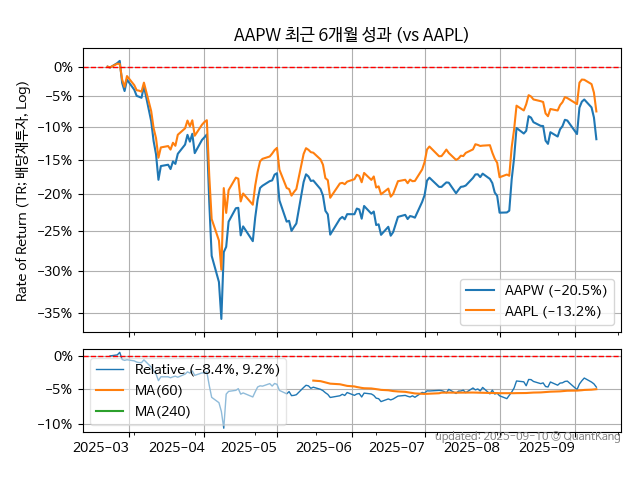 AAPW 최근 6개월 성과 (vs AAPL)
Rate of Return (TR: 배당재투자, Log)
0%
−5%
−10%
−15%
−20%
−25%
−30%
−35%
AAPW (−20.5%)
AAPL (−13.2%)
0%
−5%
−10%
Relative (−8.4%, 9.2%)
MA(60)
MA(240)
2025−03 2025−04 2025−05 2025−06 2025−07 2025−08 2025−09
updated: 2025−09−10 © QuantKang